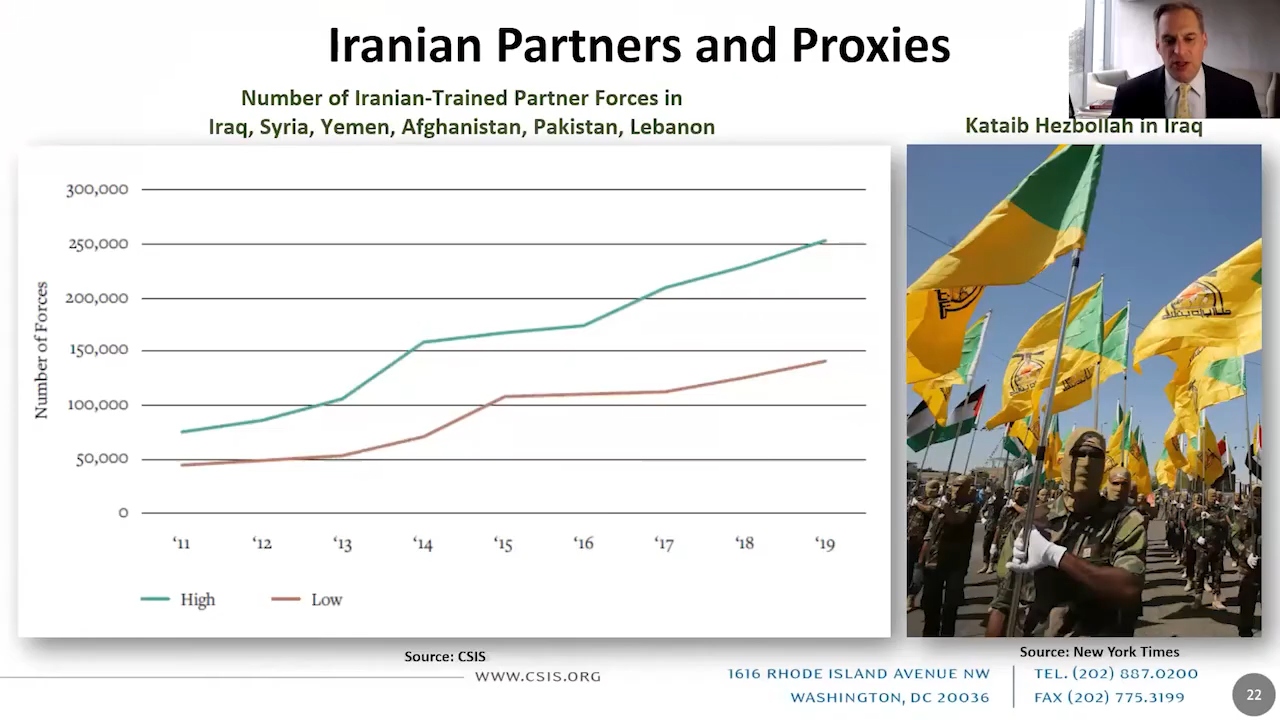 Iranian Partners and Proxies
Number of Iranian-Trained Partner Forces in
Iraq, Syria, Yemen, Afghanistan, Pakistan, Lebanon
Kataib Hezbollah in Iraq
Number of Forces
300,000
250,000
200,000
150,000
100,000
50,000
0
‘11
‘12
‘13
‘14
‘15
‘16
‘17
‘18
‘19
High
Low
Source: CSIS
Source: New York Times
WWW.CSIS.ORG
1616 RHODE ISLAND AVENUE NW
WASHINGTON, DC 20036
TEL. (202) 887.0200
FAX (202) 775.3199
22